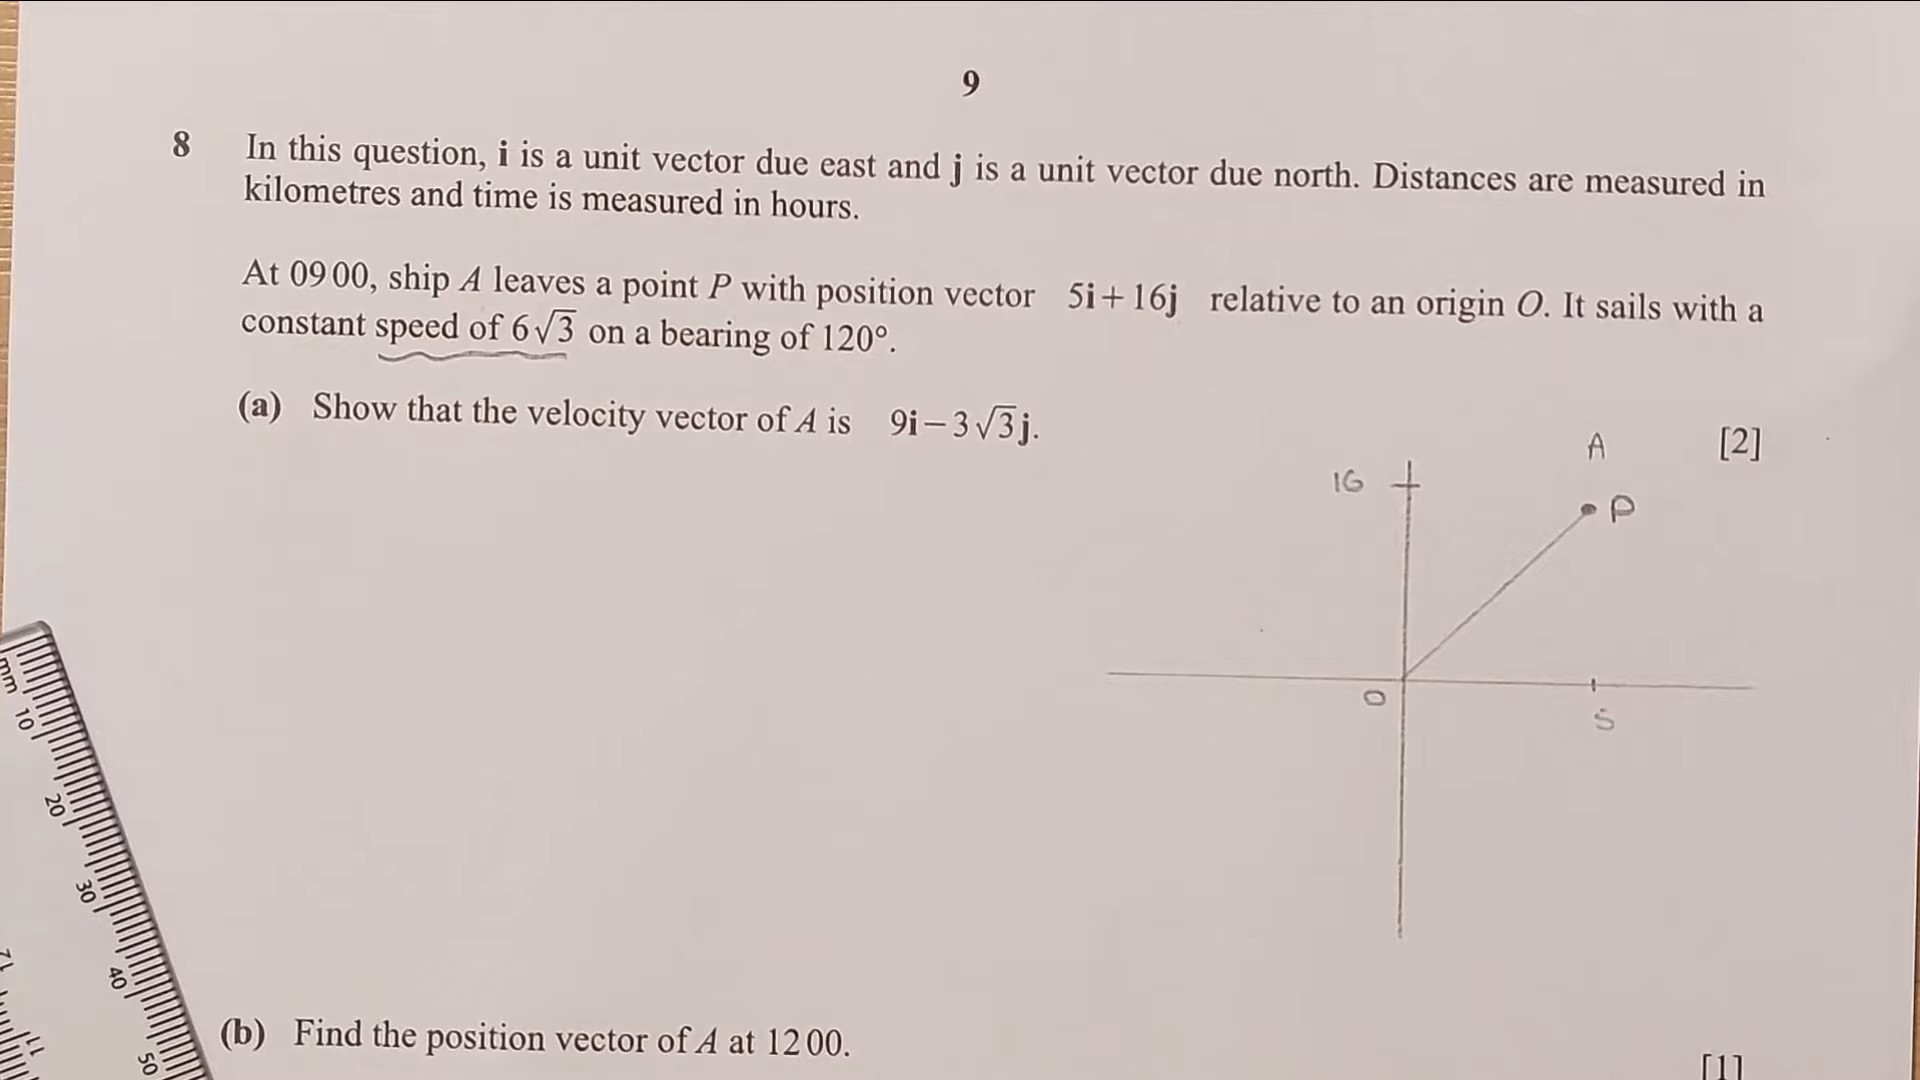 9
8 In this question, i is a unit vector due east and j is a unit vector due north. Distances are measured in
kilometres and time is measured in hours.
At 09 00, ship A leaves a point P with position vector 5i + 16j relative to an origin O. It sails with a
constant speed of 6√3 on a bearing of 120°.
(a) Show that the velocity vector of A is 9i − 3√3j.
[2]
A
16
P
O
5
mm 10 20 30 40 50
12
11
(b) Find the position vector of A at 12 00.
[1]